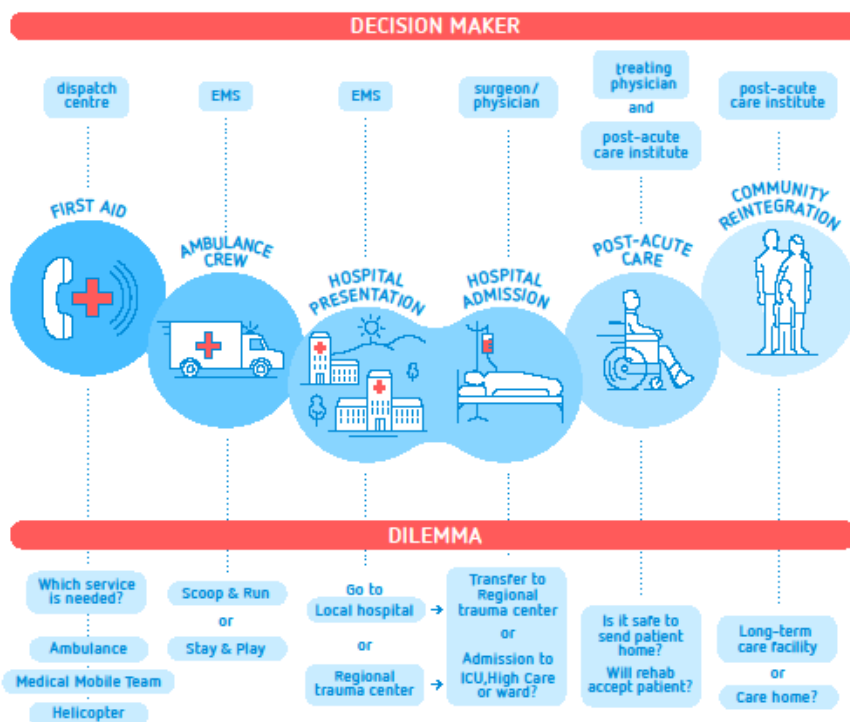 DECISION MAKER
dispatch
centre
EMS
EMS
surgeon/
physician
treating
physician
and
post-acute
care institute
post-acute
care institute
FIRST AID
AMBULANCE
CREW
HOSPITAL
PRESENTATION
HOSPITAL
ADMISSION
POST-ACUTE
CARE
COMMUNITY
REINTEGRATION
DILEMMA
Which service
is needed?
Ambulance
Medical Mobile Team
Helicopter
Scoop & Run
or
Stay & Play
Go to
Local hospital
or
Regional
trauma center
Transfer to
Regional
trauma center
or
Admission to
ICU,High Care
or ward?
Is it safe to
send patient
home?
Will rehab
accept patient?
Long-term
care facility
or
Care home?